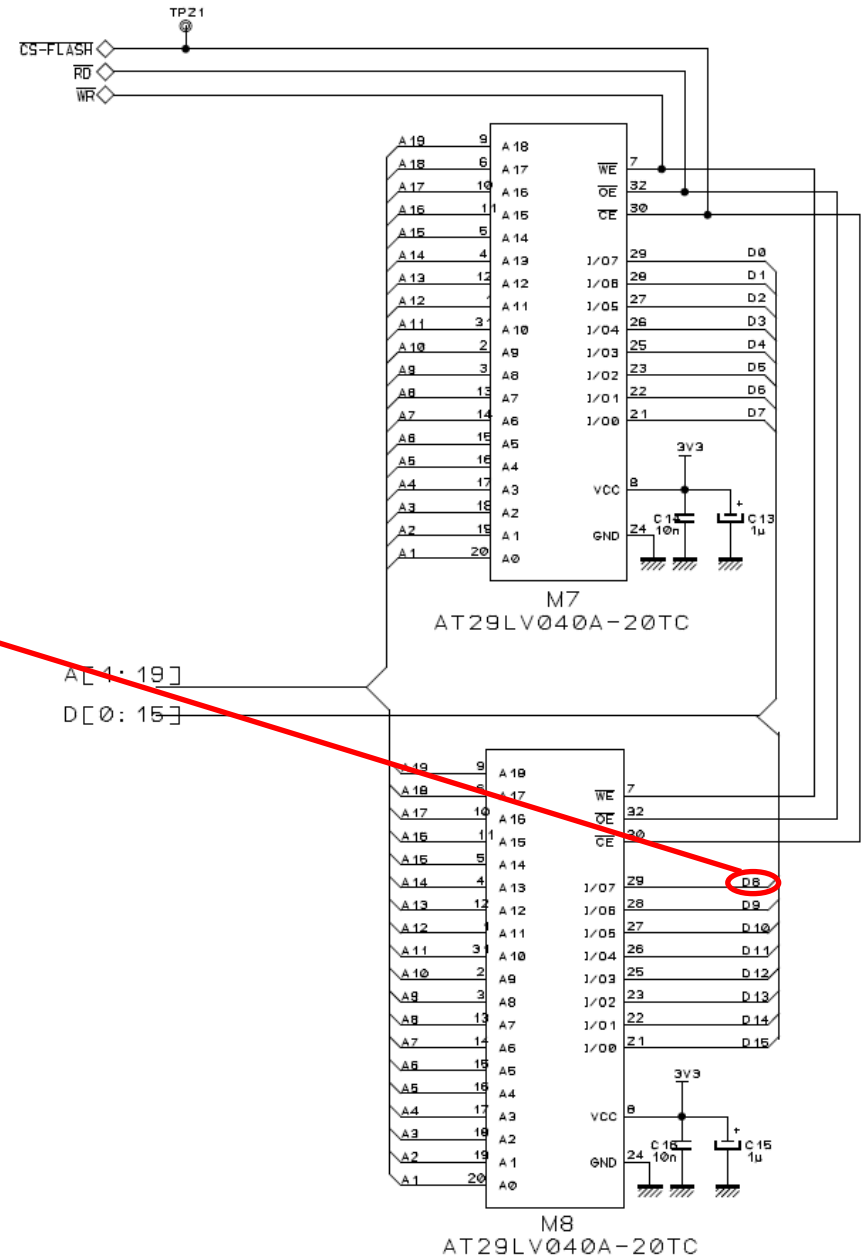 TPZ1
CS-FLASH
RD
WR
A19 9 A18
A18 6 A17 WE 7
A17 10 A16 OE 32
A16 11 A15 CE 30
A15 5 A14
A14 4 A13 I/O7 29 D0
A13 12 A12 I/O6 28 D1
A12 1 A11 I/O5 27 D2
A11 31 A10 I/O4 26 D3
A10 2 A9 I/O3 25 D4
A9 3 A8 I/O2 23 D5
A8 13 A7 I/O1 22 D6
A7 14 A6 I/O0 21 D7
A6 15 A5
A5 16 A4 3V3
A4 17 A3 VCC 8
A3 18 A2 C14 10n + C13 1µ
A2 19 A1 GND 24
A1 20 A0
M7
AT29LV040A-20TC
A[1:19]
D[0:15]
A19 9 A18
A18 6 A17 WE 7
A17 10 A16 OE 32
A16 11 A15 CE 30
A15 5 A14
A14 4 A13 I/O7 29 D8
A13 12 A12 I/O6 28 D9
A12 1 A11 I/O5 27 D10
A11 31 A10 I/O4 26 D11
A10 2 A9 I/O3 25 D12
A9 3 A8 I/O2 23 D13
A8 13 A7 I/O1 22 D14
A7 14 A6 I/O0 21 D15
A6 15 A5
A5 16 A4 3V3
A4 17 A3 VCC 8
A3 18 A2 C16 10n + C15 1µ
A2 19 A1 GND 24
A1 20 A0
M8
AT29LV040A-20TC